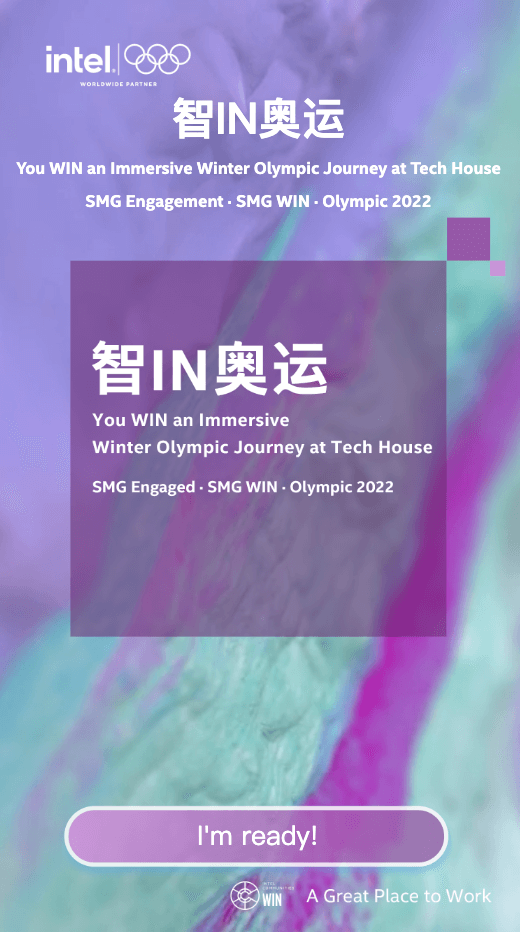 intel.
WORLDWIDE PARTNER
智IN奥运
You WIN an Immersive Winter Olympic Journey at Tech House
SMG Engagement · SMG WIN · Olympic 2022
智IN奥运
You WIN an Immersive
Winter Olympic Journey at Tech House
SMG Engaged · SMG WIN · Olympic 2022
I'm ready!
WIN
A Great Place to Work